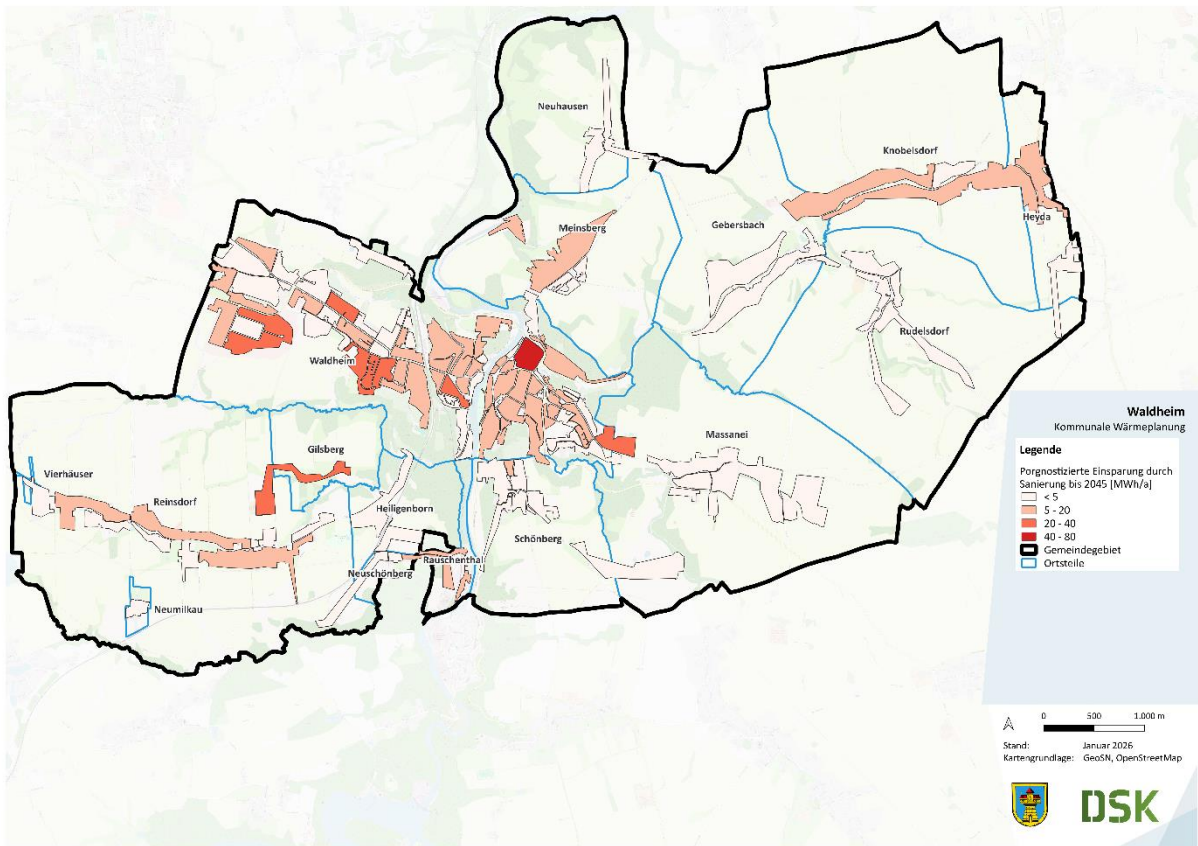 Neuhausen
Knobelsdorf
Heyda
Meinsberg
Gebersbach
Rudelsdorf
Waldheim
Massanei
Gilsberg
Vierhäuser
Reinsdorf
Heiligenborn
Schönberg
Rauschenthal
Neuschönberg
Neumilkau
Waldheim
Kommunale Wärmeplanung
Legende
Porgnostizierte Einsparung durch
Sanierung bis 2045 [MWh/a]
< 5
5 - 20
20 - 40
40 - 80
Gemeindegebiet
Ortsteile
0 500 1.000 m
Stand: Januar 2026
Kartengrundlage: GeoSN, OpenStreetMap
DSK